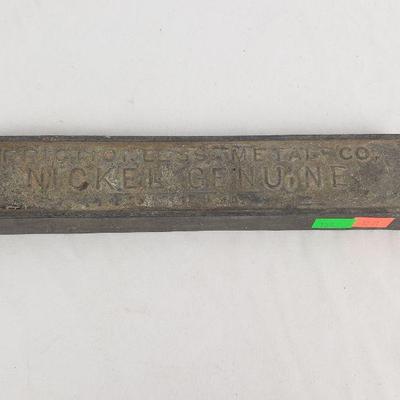 FRICTIONLESS METAL CO.
NICKEL GENUINE